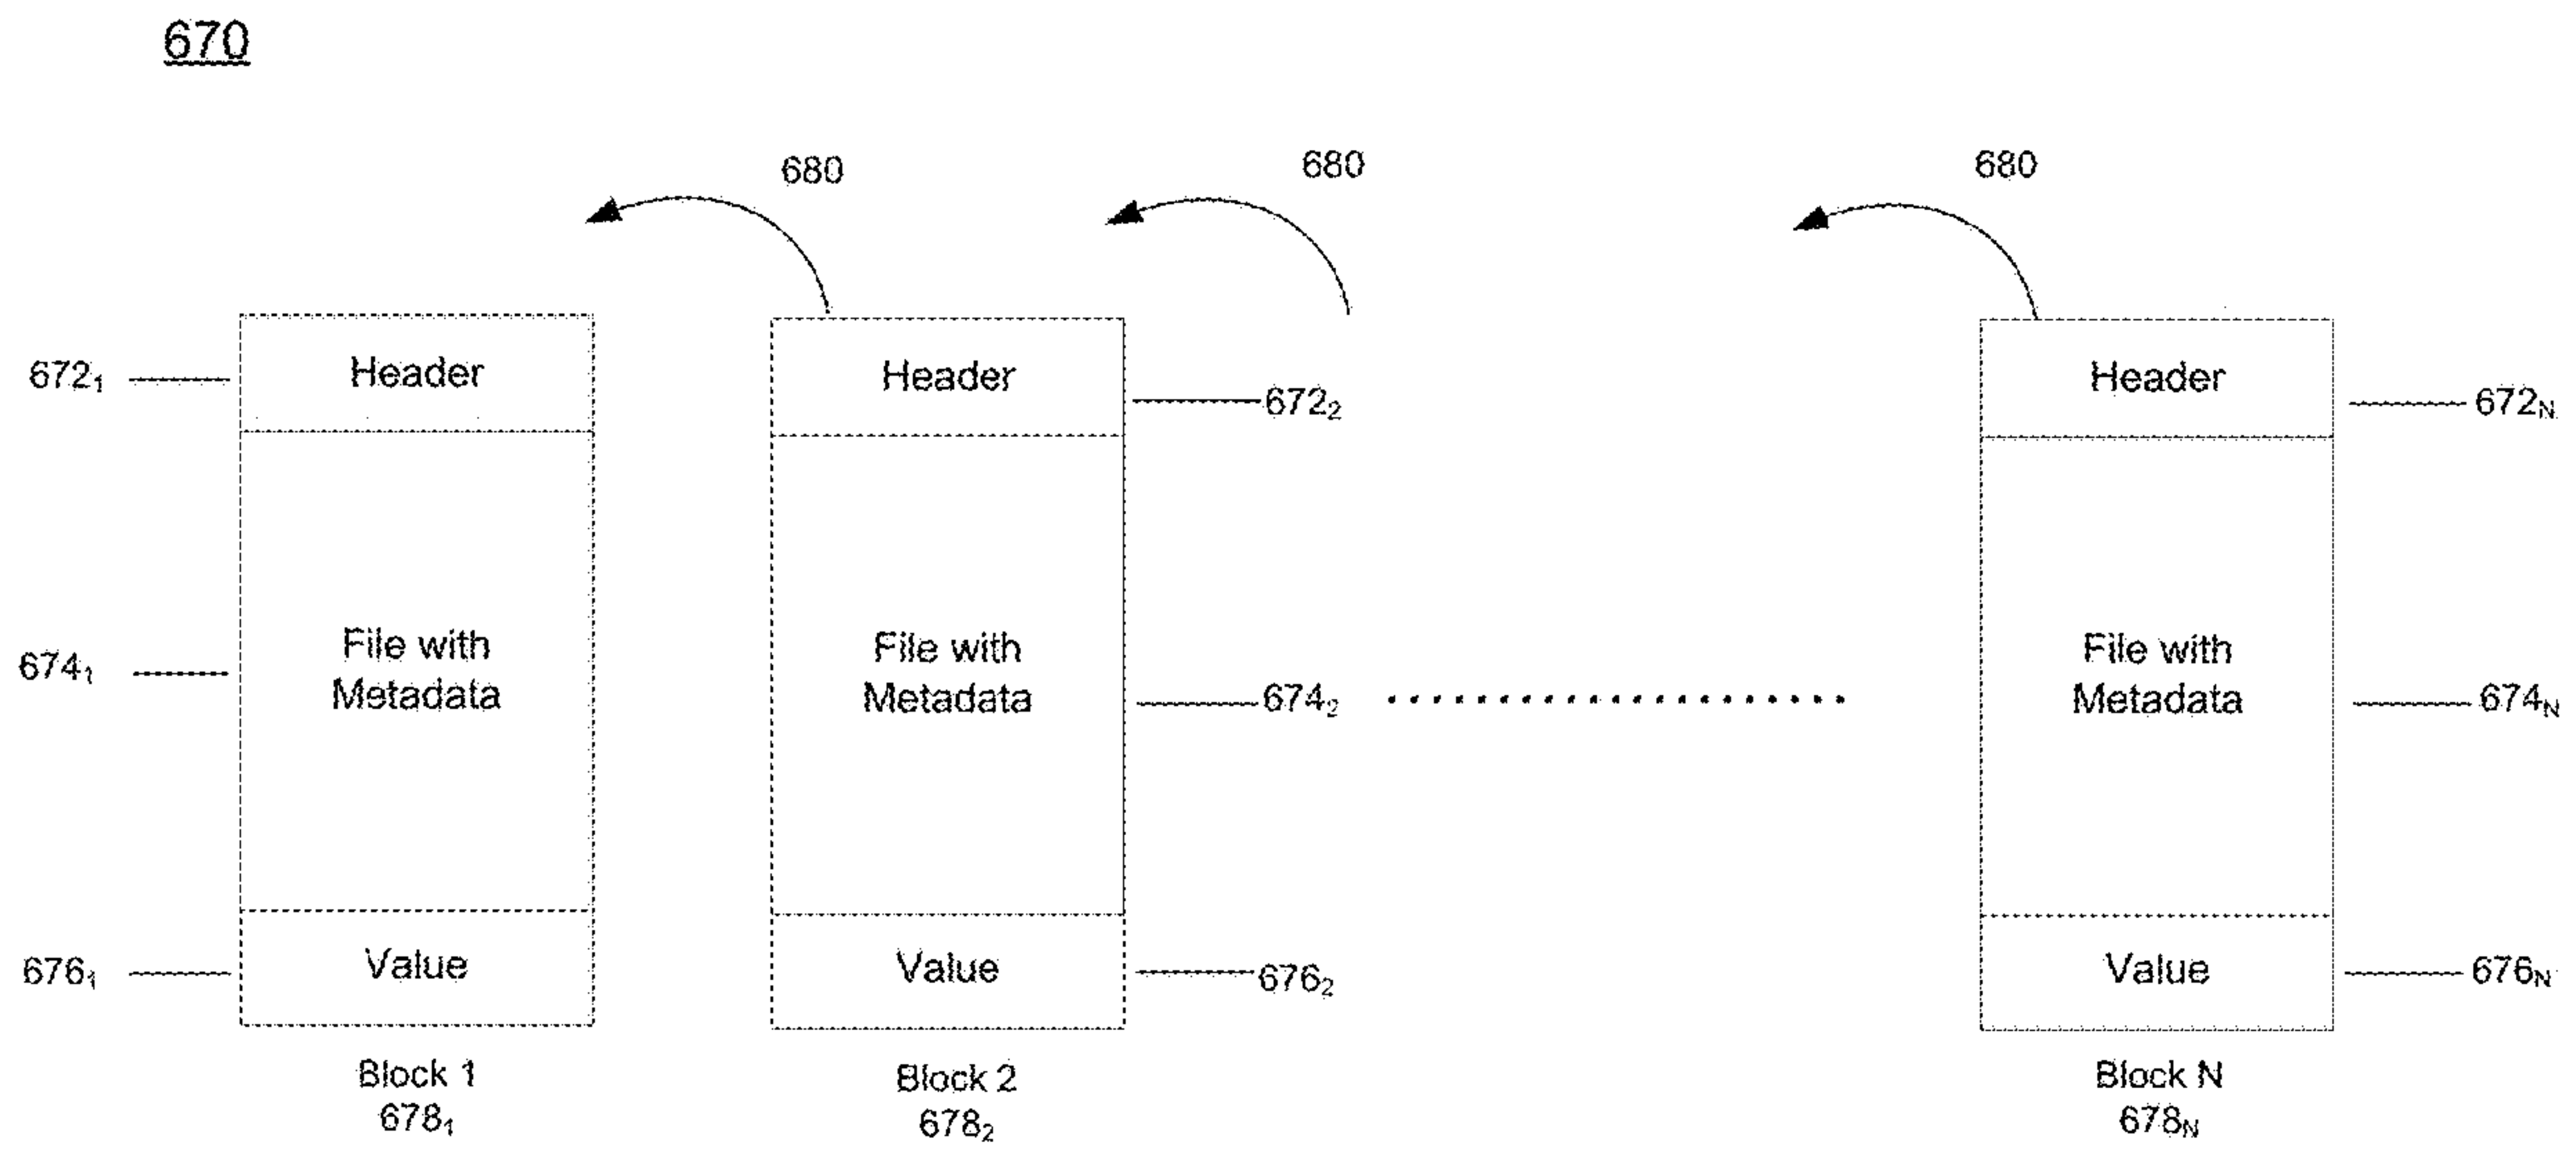 670
680
680
680
Header
Header
Header
672₁
672₂
672N
File with
Metadata
File with
Metadata
File with
Metadata
674₁
674₂
674N
Value
Value
Value
676₁
676₂
676N
Block 1
678₁
Block 2
678₂
Block N
678N